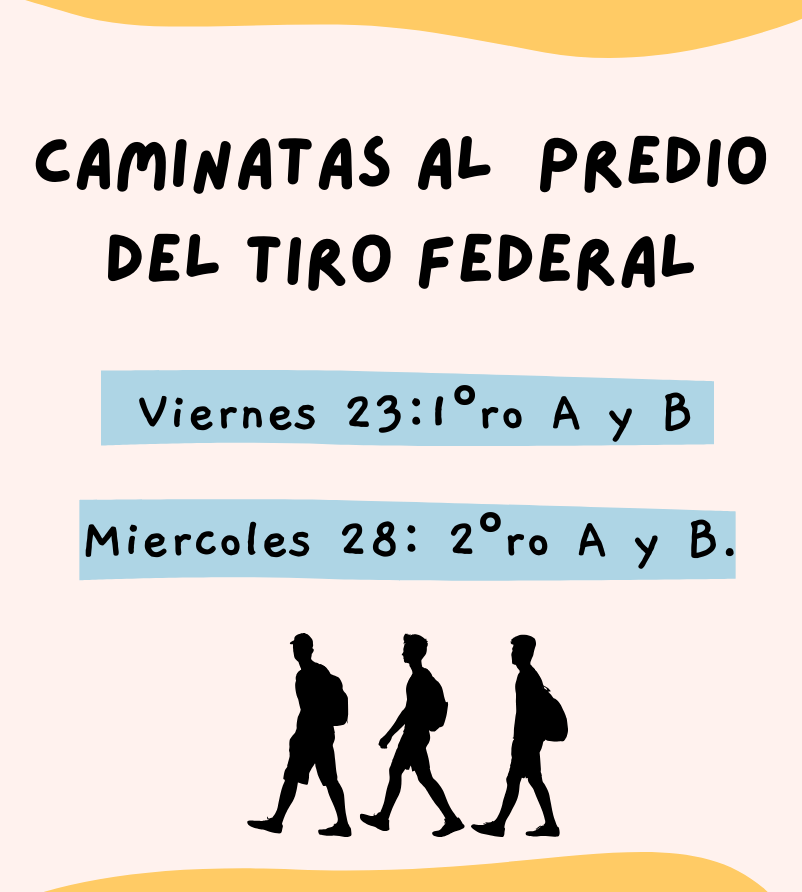 CAMINATAS AL PREDIO
DEL TIRO FEDERAL
Viernes 23:1°ro A y B
Miercoles 28: 2°ro A y B.